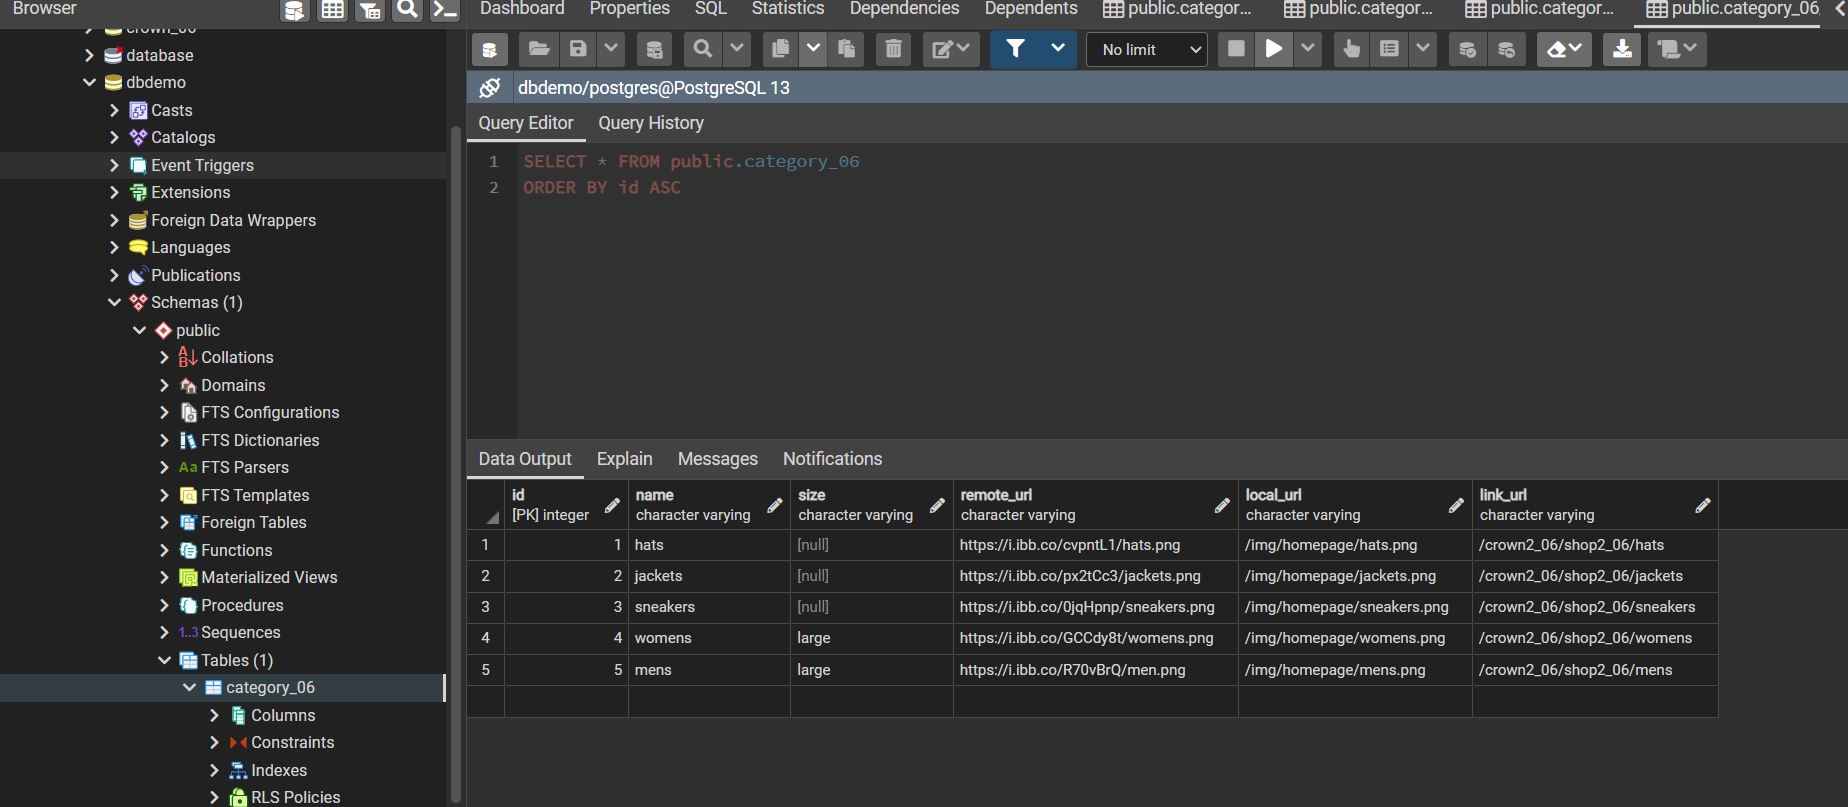 Browser
Dashboard Properties SQL Statistics Dependencies Dependents public.categor... public.categor... public.categor... public.category_06
database
dbdemo
Casts
Catalogs
Event Triggers
Extensions
Foreign Data Wrappers
Languages
Publications
Schemas (1)
public
Collations
Domains
FTS Configurations
FTS Dictionaries
Aa FTS Parsers
FTS Templates
Foreign Tables
Functions
Materialized Views
Procedures
1..3 Sequences
Tables (1)
category_06
Columns
Constraints
Indexes
RLS Policies
No limit
dbdemo/postgres@PostgreSQL 13
Query Editor Query History
1 SELECT * FROM public.category_06
2 ORDER BY id ASC
Data Output Explain Messages Notifications
id name size remote_url local_url link_url
[PK] integer character varying character varying character varying character varying character varying
1 1 hats [null] https://i.ibb.co/cvpntL1/hats.png /img/homepage/hats.png /crown2_06/shop2_06/hats
2 2 jackets [null] https://i.ibb.co/px2tCc3/jackets.png /img/homepage/jackets.png /crown2_06/shop2_06/jackets
3 3 sneakers [null] https://i.ibb.co/0jqHpnp/sneakers.png /img/homepage/sneakers.png /crown2_06/shop2_06/sneakers
4 4 womens large https://i.ibb.co/GCCdy8t/womens.png /img/homepage/womens.png /crown2_06/shop2_06/womens
5 5 mens large https://i.ibb.co/R70vBrQ/men.png /img/homepage/mens.png /crown2_06/shop2_06/mens